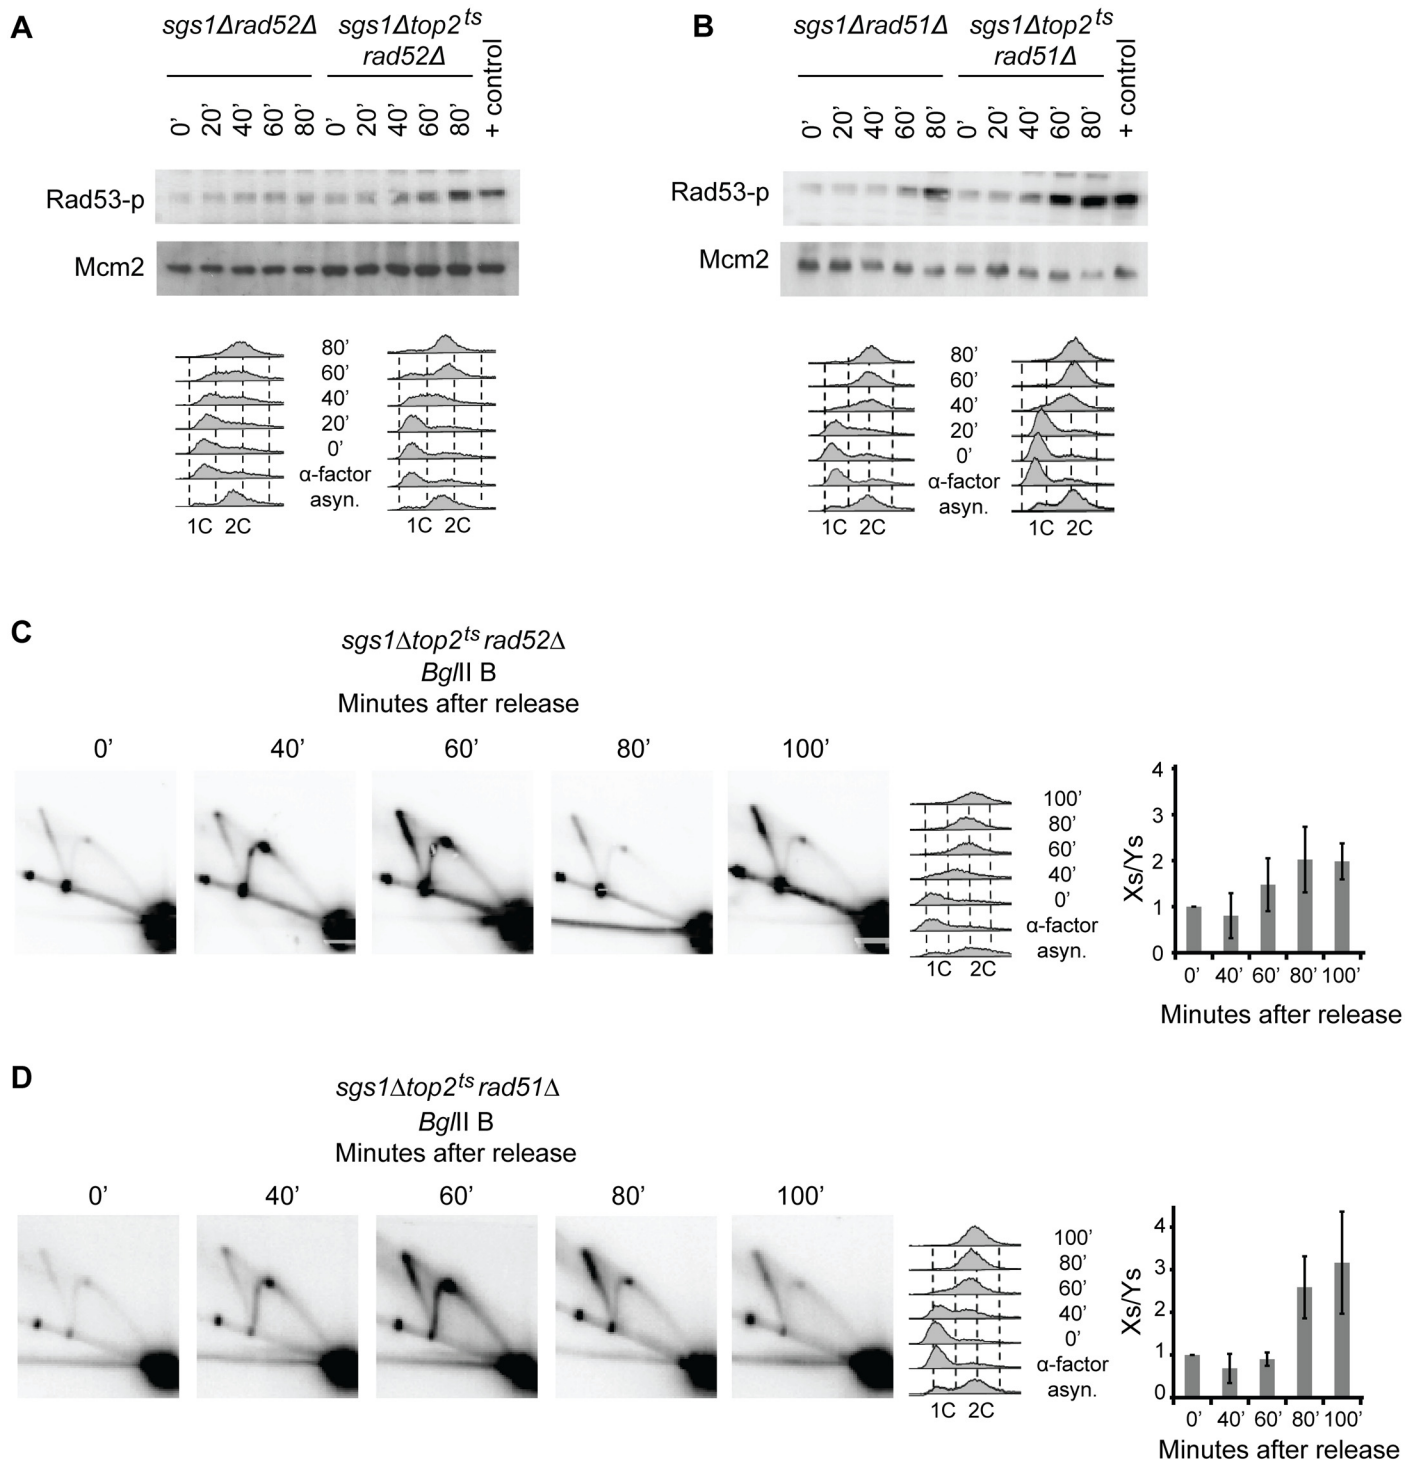 A
sgs1Δrad52Δ
sgs1Δtop2ts
rad52Δ
+ control
0’ 20’ 40’ 60’ 80’ 0’ 20’ 40’ 60’ 80’
Rad53-p
Mcm2
80’
60’
40’
20’
0’
α-factor
asyn.
1C 2C 1C 2C
B
sgs1Δrad51Δ
sgs1Δtop2ts
rad51Δ
+ control
0’ 20’ 40’ 60’ 80’ 0’ 20’ 40’ 60’ 80’
Rad53-p
Mcm2
80’
60’
40’
20’
0’
α-factor
asyn.
1C 2C 1C 2C
C
sgs1Δtop2ts rad52Δ
BglII B
Minutes after release
0’ 40’ 60’ 80’ 100’
100’
80’
60’
40’
0’
α-factor
asyn.
1C 2C
Xs/Ys
4
3
2
1
0
0’ 40’ 60’ 80’ 100’
Minutes after release
D
sgs1Δtop2ts rad51Δ
BglII B
Minutes after release
0’ 40’ 60’ 80’ 100’
100’
80’
60’
40’
0’
α-factor
asyn.
1C 2C
Xs/Ys
4
3
2
1
0
0’ 40’ 60’ 80’ 100’
Minutes after release